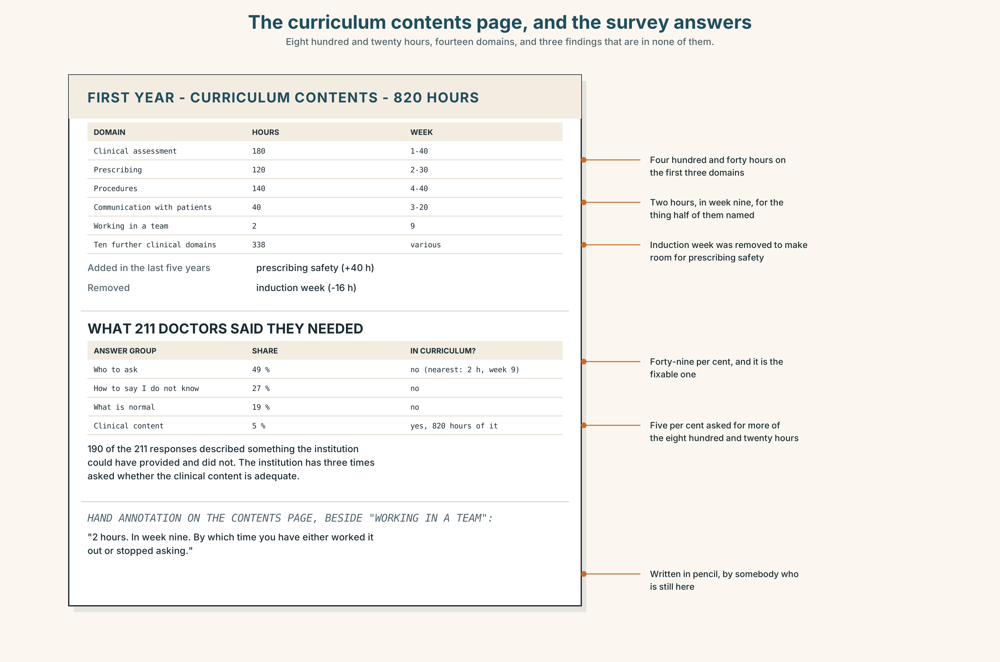 The curriculum contents page, and the survey answers
Eight hundred and twenty hours, fourteen domains, and three findings that are in none of them.
FIRST YEAR - CURRICULUM CONTENTS - 820 HOURS
DOMAIN HOURS WEEK
Clinical assessment 180 1-40
Prescribing 120 2-30
Procedures 140 4-40
Communication with patients 40 3-20
Working in a team 2 9
Ten further clinical domains 338 various
Added in the last five years prescribing safety (+40 h)
Removed induction week (-16 h)
WHAT 211 DOCTORS SAID THEY NEEDED
ANSWER GROUP SHARE IN CURRICULUM?
Who to ask 49 % no (nearest: 2 h, week 9)
How to say I do not know 27 % no
What is normal 19 % no
Clinical content 5 % yes, 820 hours of it
190 of the 211 responses described something the institution
could have provided and did not. The institution has three times
asked whether the clinical content is adequate.
HAND ANNOTATION ON THE CONTENTS PAGE, BESIDE "WORKING IN A TEAM":
"2 hours. In week nine. By which time you have either worked it
out or stopped asking."
Four hundred and forty hours on
the first three domains
Two hours, in week nine, for the
thing half of them named
Induction week was removed to make
room for prescribing safety
Forty-nine per cent, and it is the
fixable one
Five per cent asked for more of
the eight hundred and twenty hours
Written in pencil, by somebody who
is still here